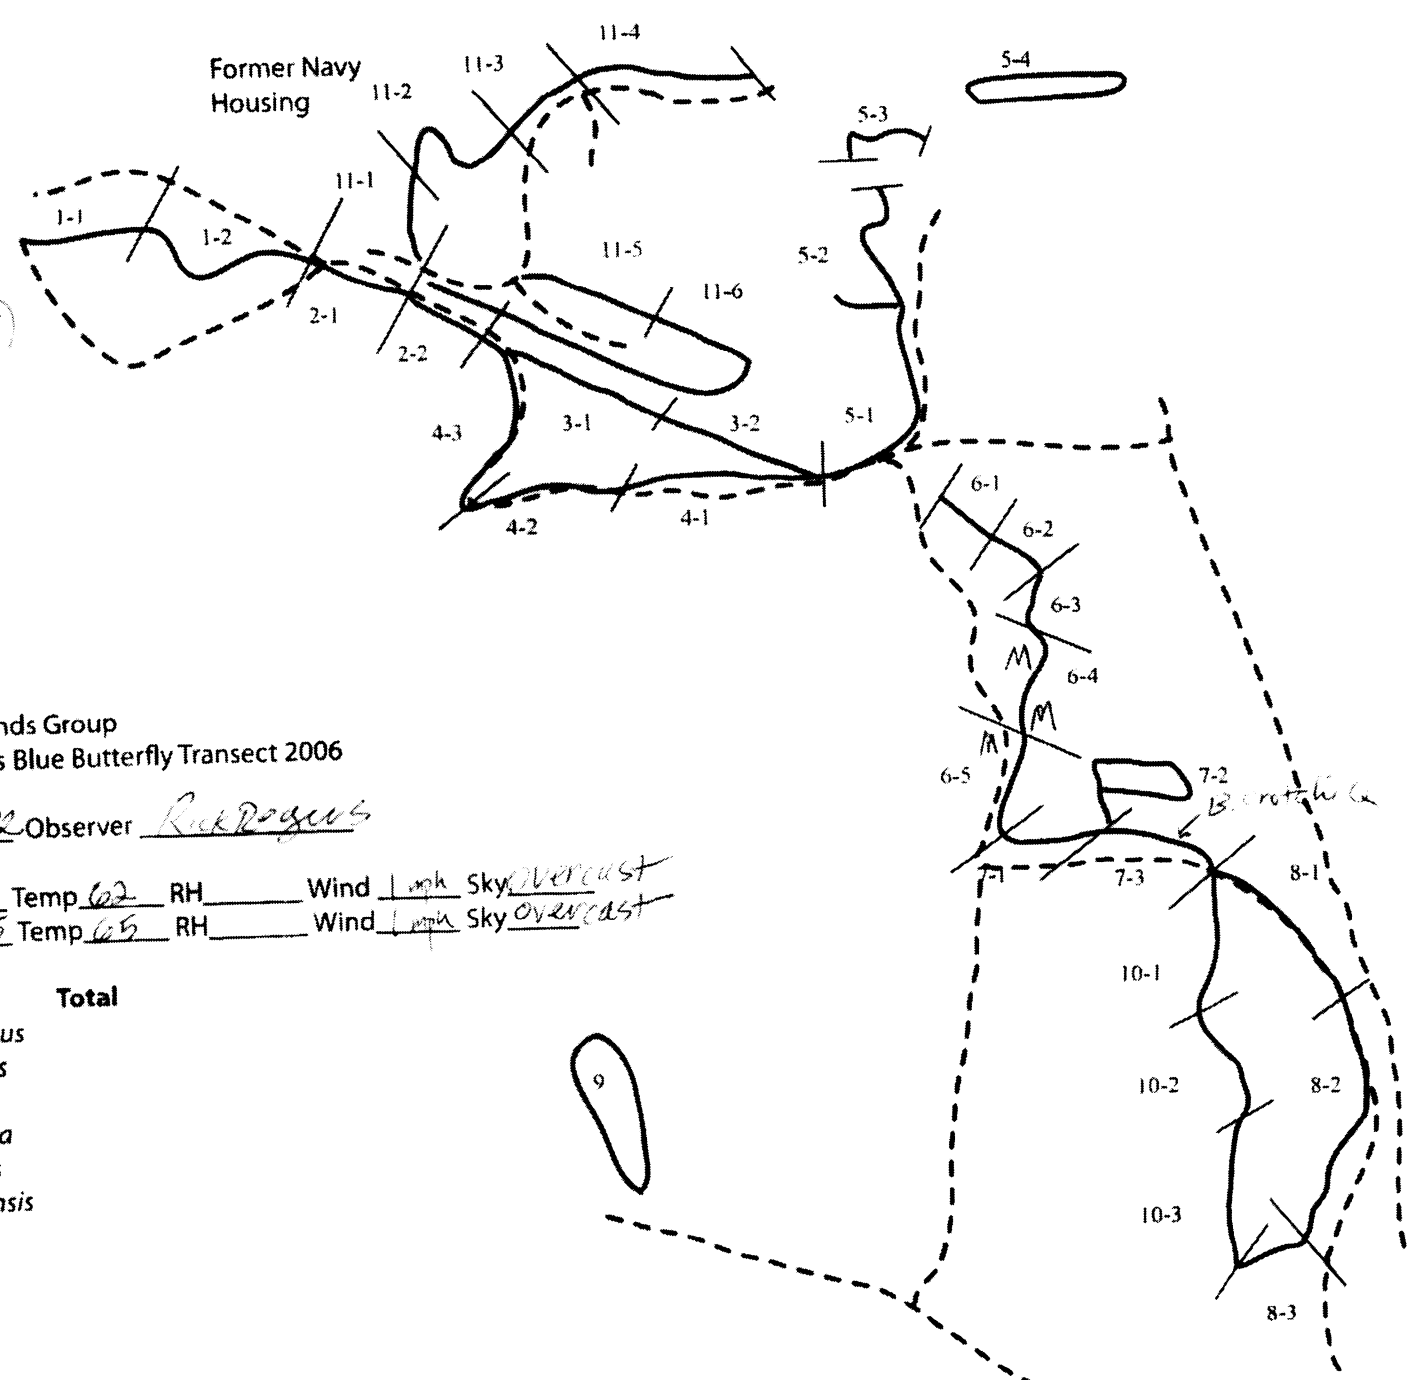 11-4
Former Navy
Housing
11-3
11-2
5-4
5-3
11-1
1-1
1-2
11-5
5-2
11-6
2-1
2-2
4-3
3-1
3-2
5-1
4-2
4-1
6-1
6-2
6-3
M
6-4
M
M
6-5
7-2
B. crotchii
7-1
7-3
8-1
nds Group
s Blue Butterfly Transect 2006
Observer Rick Rogers
Temp 62 RH Wind 1 mph Sky overcast
5 Temp 65 RH Wind 1 mph Sky overcast
Total
us
s
a
s
nsis
10-1
9
10-2
8-2
10-3
8-3